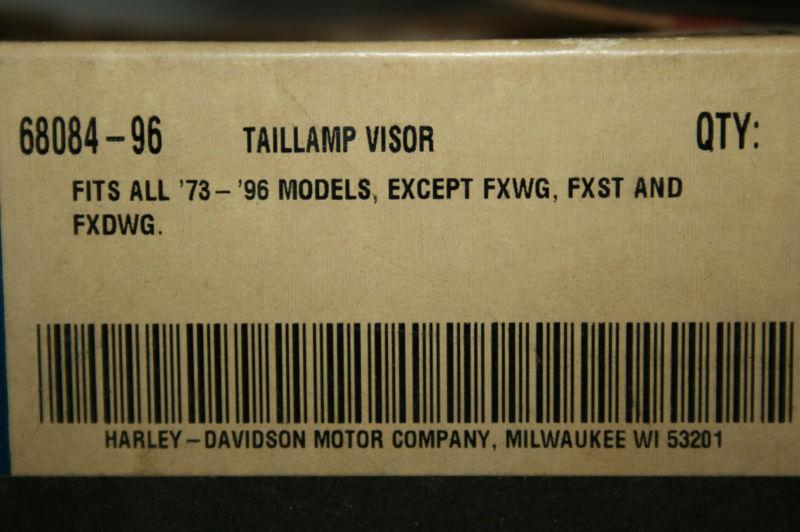 68084-96 TAILLAMP VISOR QTY:
FITS ALL '73-'96 MODELS, EXCEPT FXWG, FXST AND
FXDWG.
HARLEY-DAVIDSON MOTOR COMPANY, MILWAUKEE WI 53201